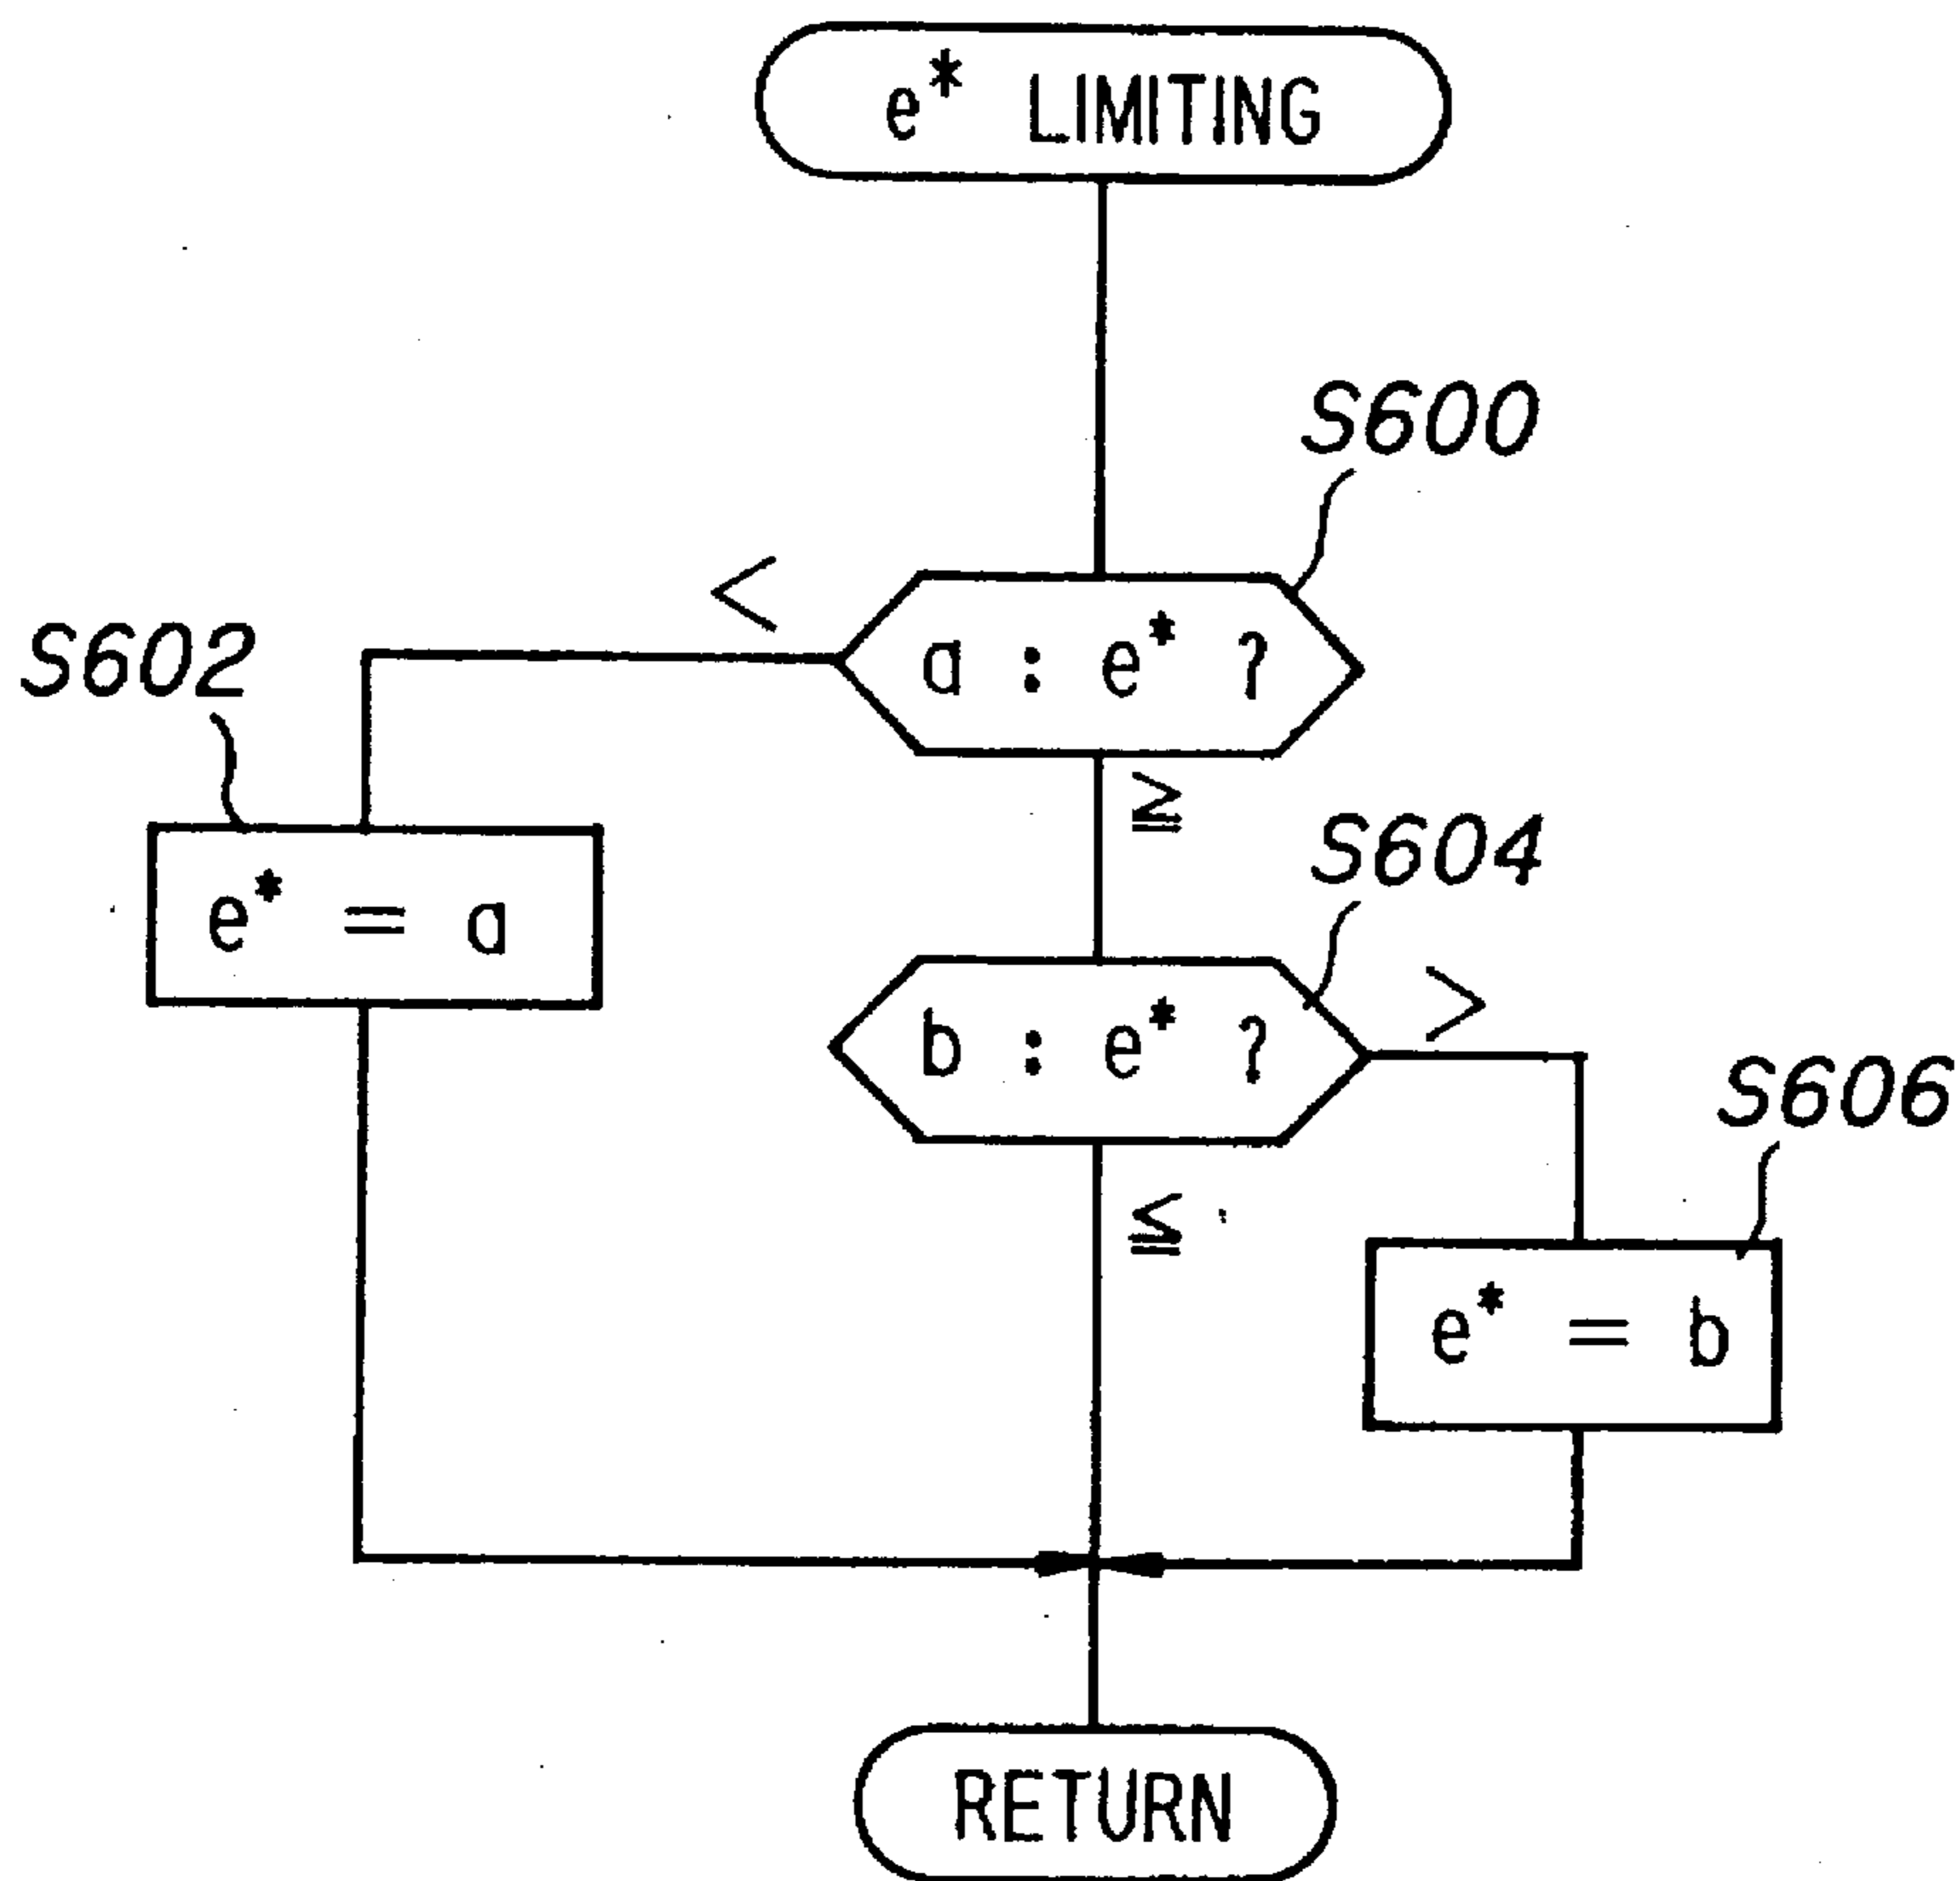 e* LIMITING
S600
<
a : e* ?
S602
≧
e* = a
S604
>
b : e* ?
S606
≦
e* = b
RETURN